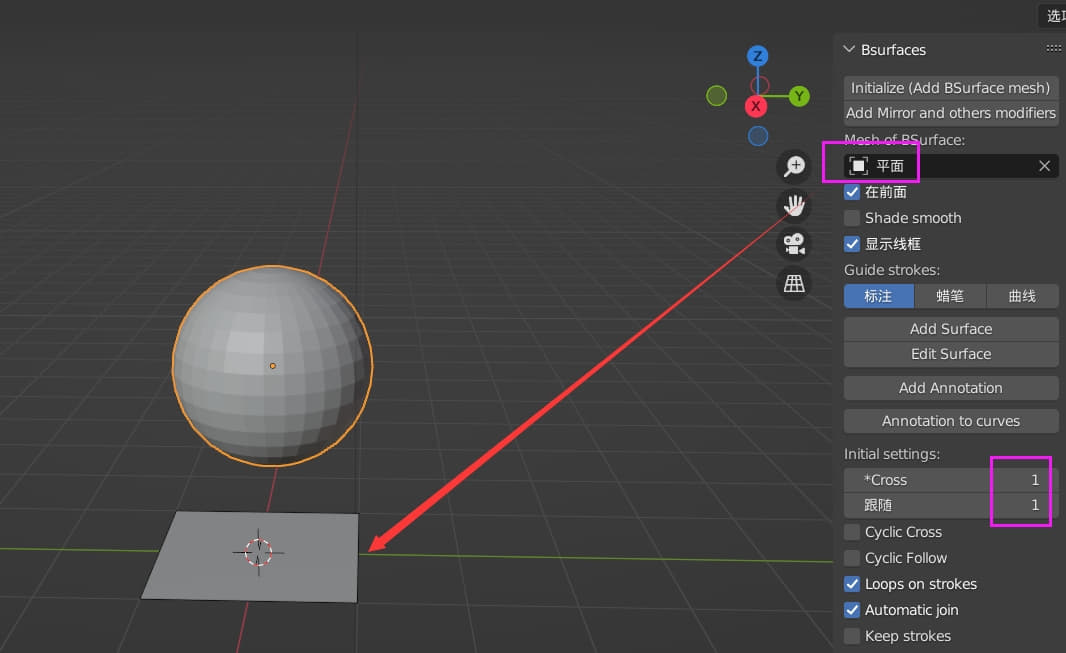 选项
Bsurfaces
Z
Y
X
Initialize (Add BSurface mesh)
Add Mirror and others modifiers
Mesh of BSurface:
平面
在前面
Shade smooth
显示线框
Guide strokes:
标注 蜡笔 曲线
Add Surface
Edit Surface
Add Annotation
Annotation to curves
Initial settings:
*Cross 1
跟随 1
Cyclic Cross
Cyclic Follow
Loops on strokes
Automatic join
Keep strokes